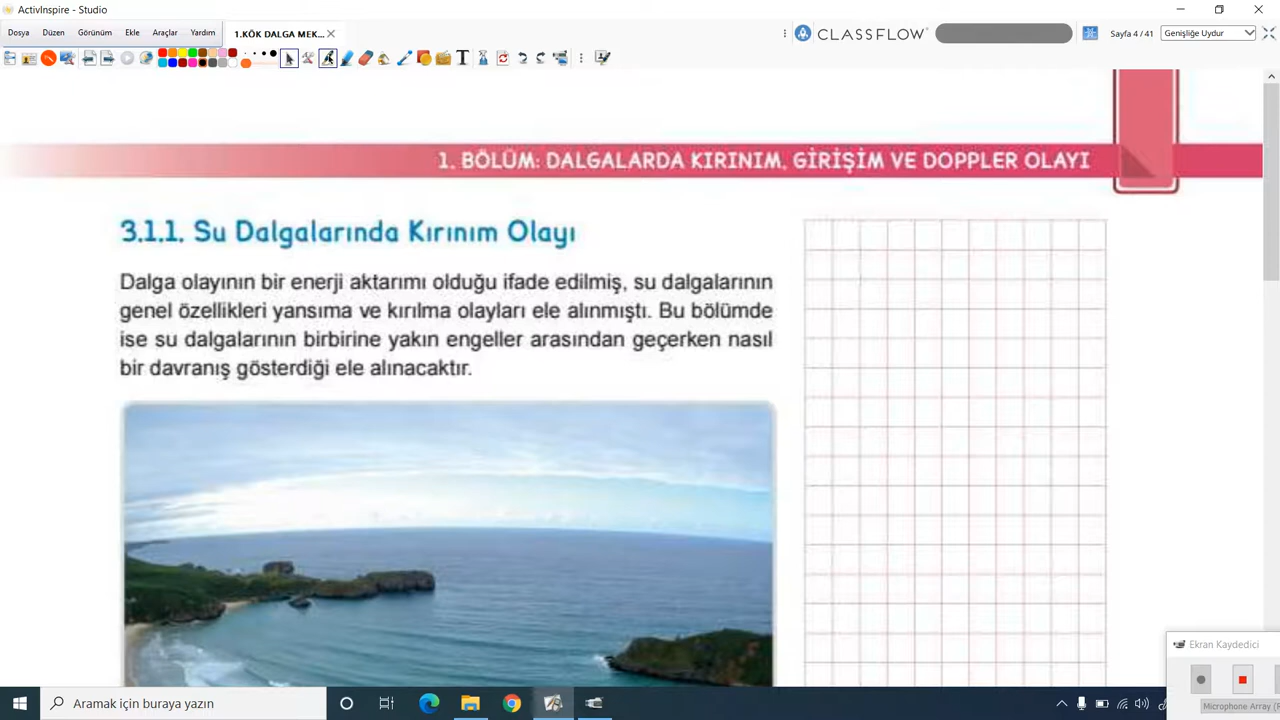 ActivInspire - Studio
Dosya Düzen Görünüm Ekle Araçlar Yardım
1.KÖK DALGA MEK...
CLASSFLOW
Sayfa 4 / 41
Genişliğe Uydur
1. BÖLÜM: DALGALARDA KIRINIM, GİRİŞİM VE DOPPLER OLAYI
3.1.1. Su Dalgalarında Kırınım Olayı
Dalga olayının bir enerji aktarımı olduğu ifade edilmiş, su dalgalarının
genel özellikleri yansıma ve kırılma olayları ele alınmıştı. Bu bölümde
ise su dalgalarının birbirine yakın engeller arasından geçerken nasıl
bir davranış gösterdiği ele alınacaktır.
Ekran Kaydedici
Microphone Array (
Aramak için buraya yazın